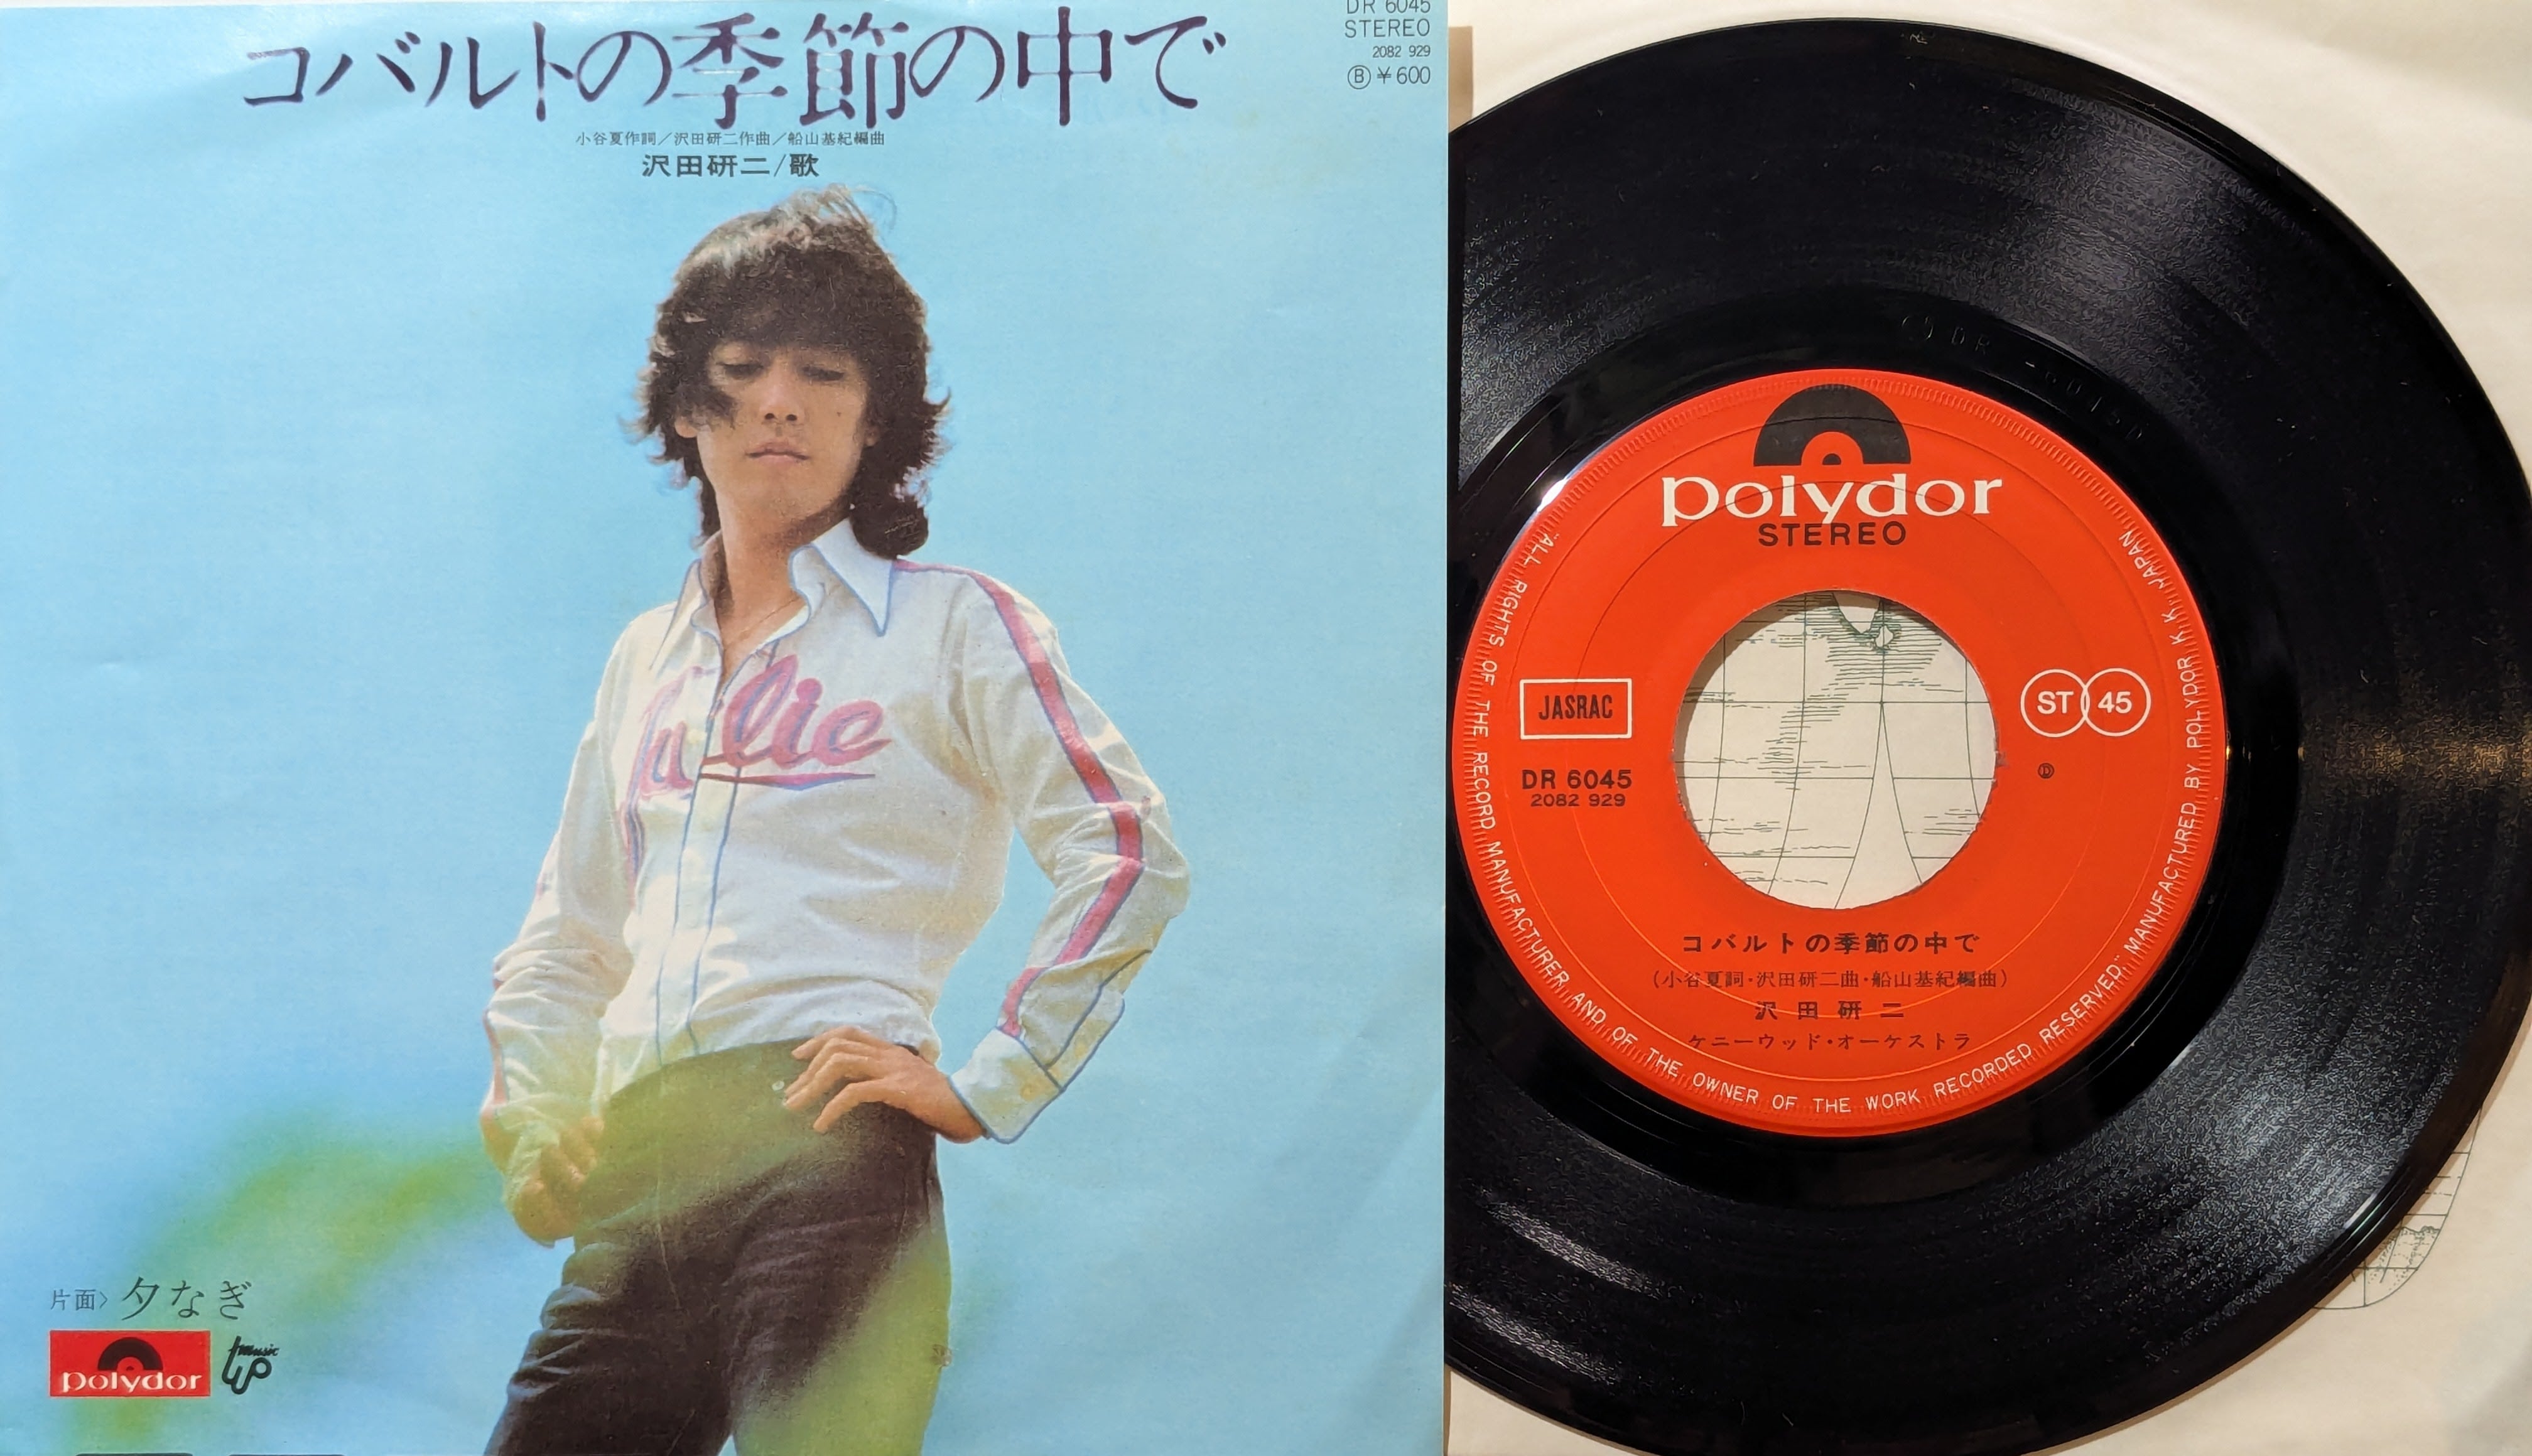 コバルトの季節の中で
小谷夏作詞／沢田研二作曲／船山基紀編曲
沢田研二/歌
DR 6045
STEREO
2082 929
Ⓑ ¥600
Julie
片面〉夕なぎ
polydor
music up
DR-6045A
polydor
STEREO
JASRAC
ST 45
DR 6045
2082 929
Ⓓ
コバルトの季節の中で
(小谷夏詞・沢田研二曲・船山基紀編曲)
沢田研二
ケニーウッド・オーケストラ
"ALL RIGHTS OF THE RECORD MANUFACTURER AND OF THE OWNER OF THE WORK RECORDED RESERVED." MANUFACTURED BY POLYDOR K.K. JAPAN